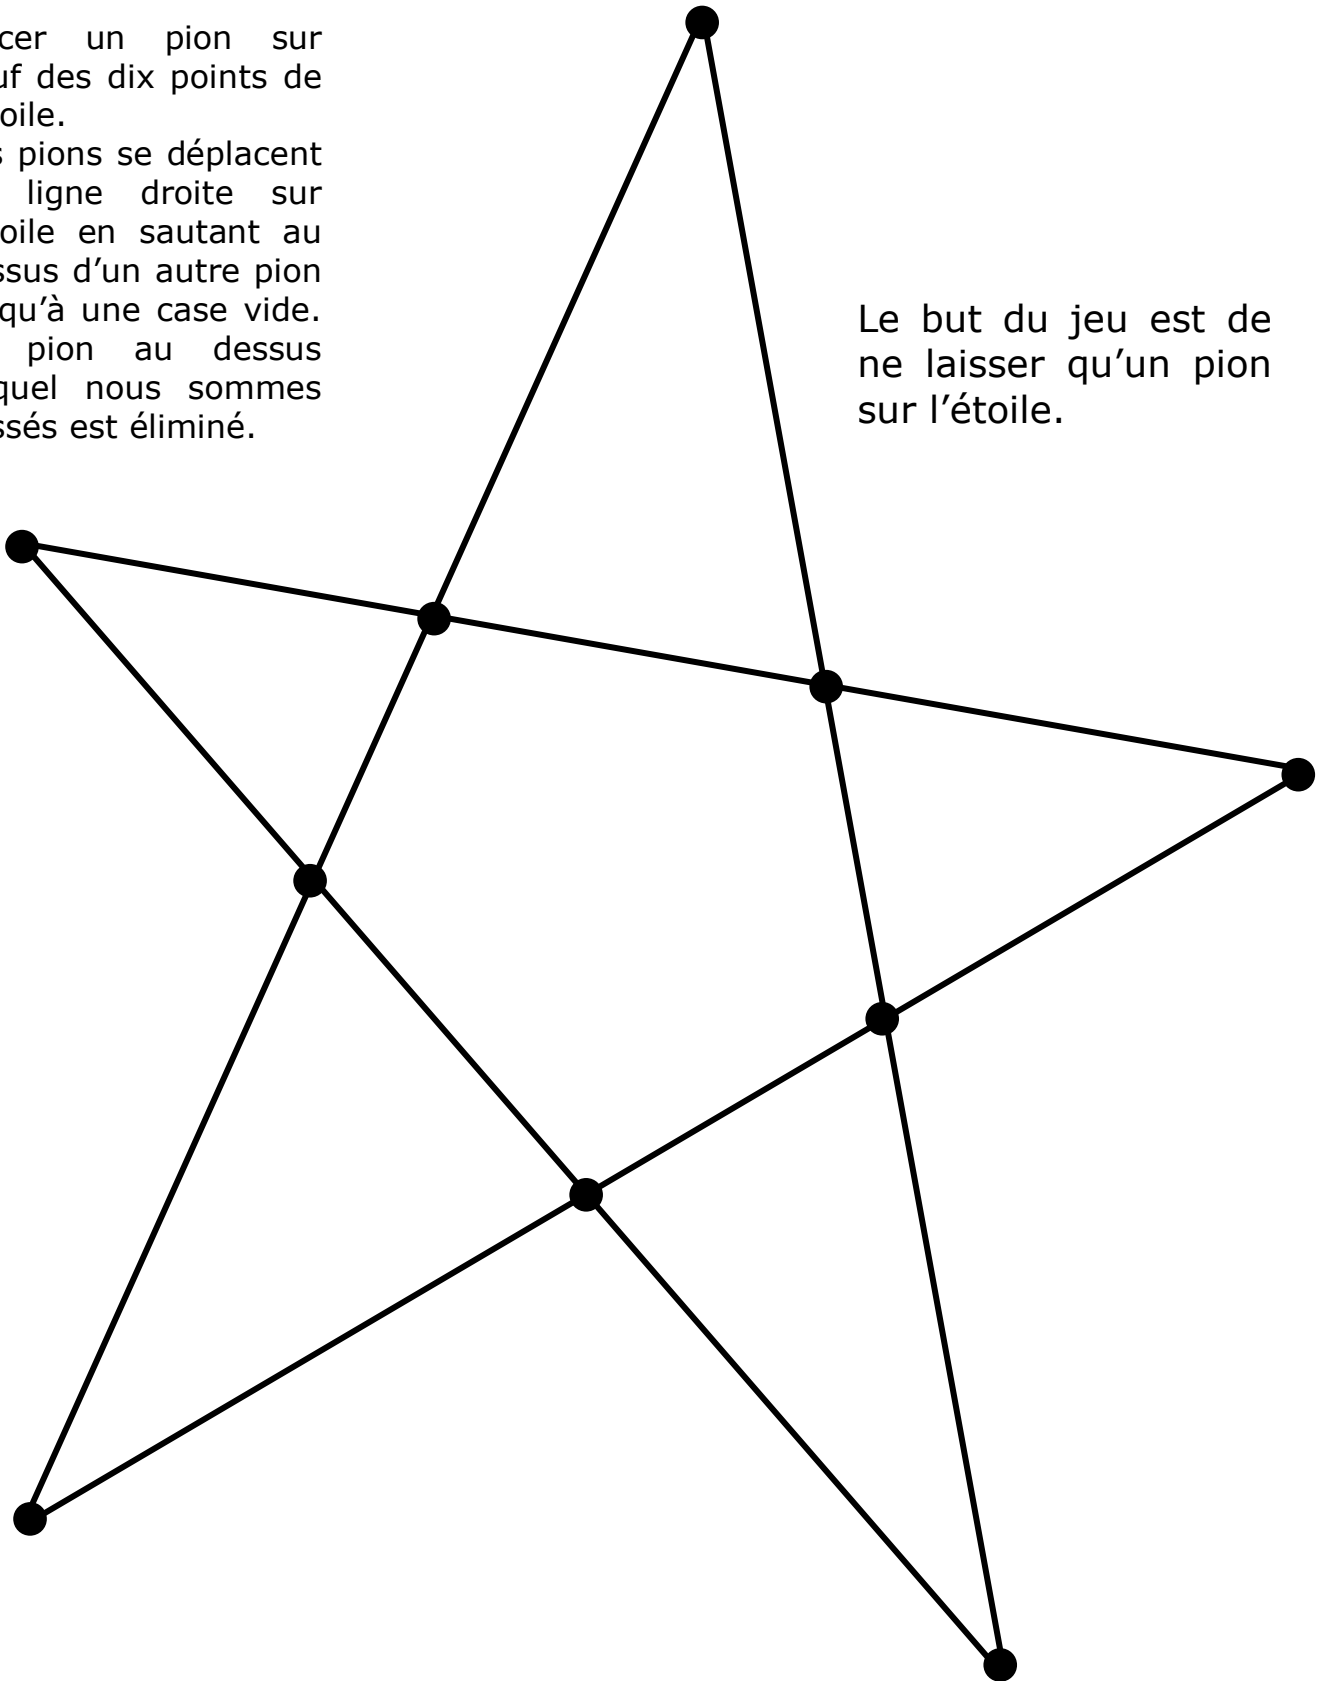 cer un pion sur
uf des dix points de
oile.
s pions se déplacent
ligne droite sur
oile en sautant au
ssus d'un autre pion
qu'à une case vide.
pion au dessus
quel nous sommes
ssés est éliminé.
Le but du jeu est de
ne laisser qu'un pion
sur l'étoile.